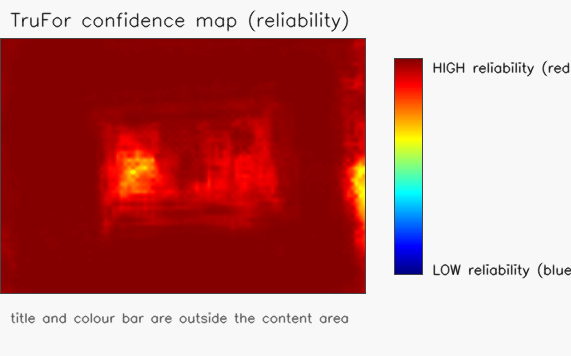 TruFor confidence map (reliability)
HIGH reliability (red
LOW reliability (blue
title and colour bar are outside the content area